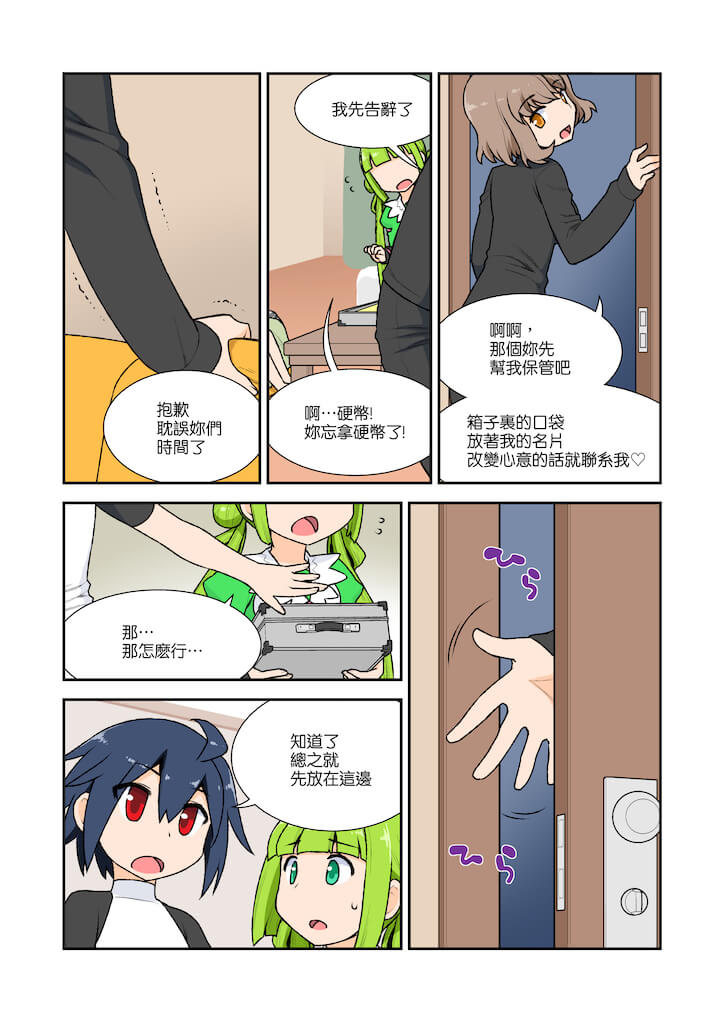 抱歉
耽誤妳們
時間了
我先告辭了
啊⋯硬幣!
妳忘拿硬幣了!
啊啊，
那個妳先
幫我保管吧
箱子裏的口袋
放著我的名片
改變心意的話就聯糸我♡
那⋯
那怎麽行⋯
知道了
總之就
先放在這邊
ひら
ひら